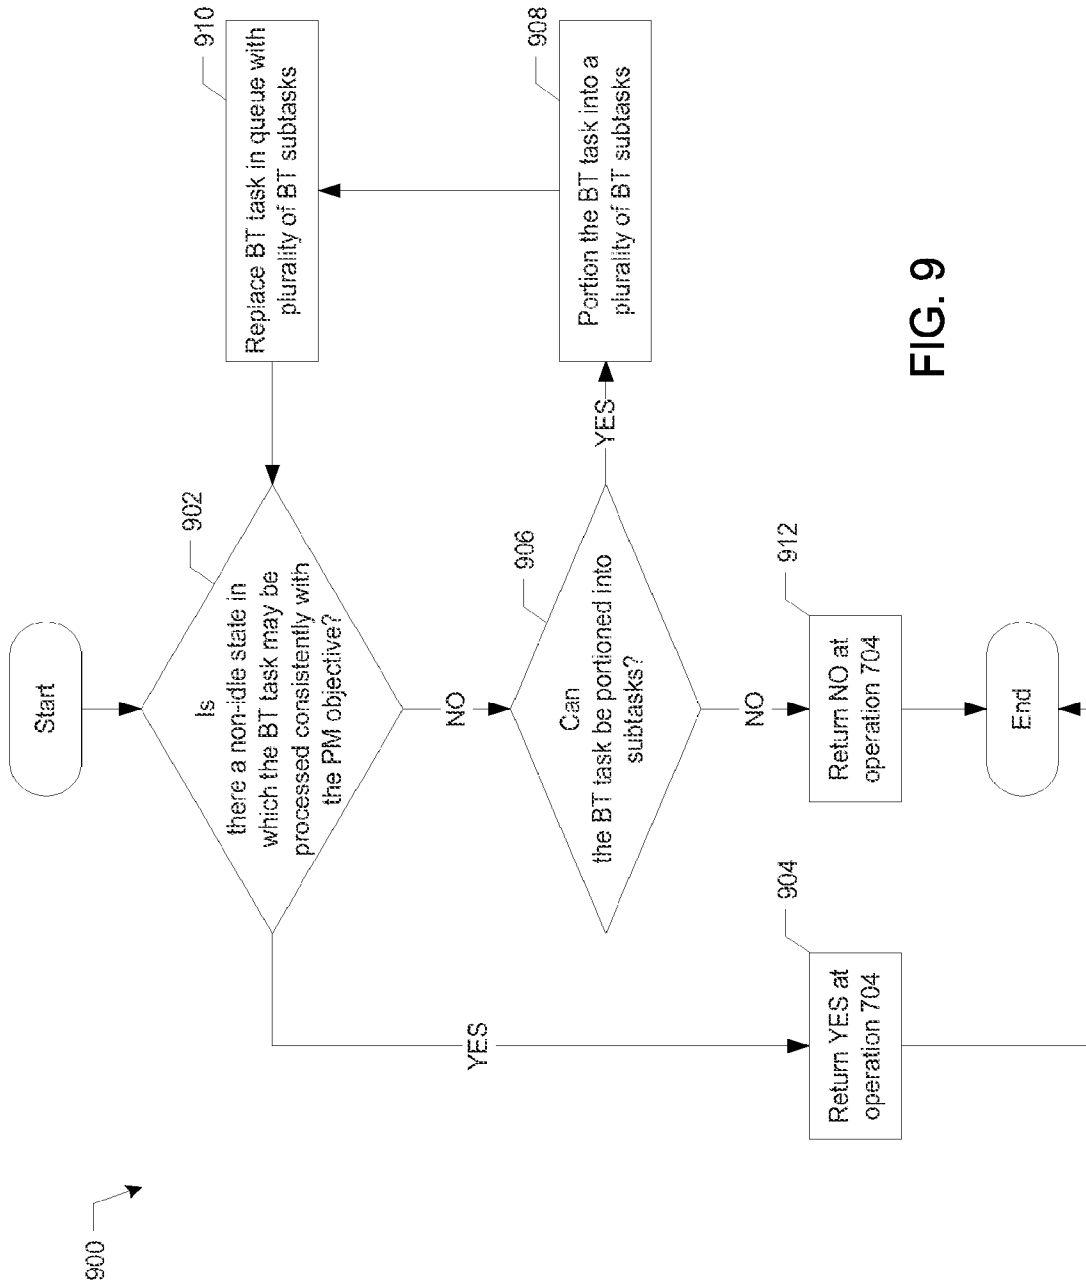 900
Start
902
Is
there a non-idle state in
which the BT task may be
processed consistently with
the PM objective?
910
Replace BT task in queue with
plurality of BT subtasks
YES
NO
906
Can
the BT task be portioned into
subtasks?
YES
908
Portion the BT task into a
plurality of BT subtasks
NO
904
Return YES at
operation 704
912
Return NO at
operation 704
End
FIG. 9